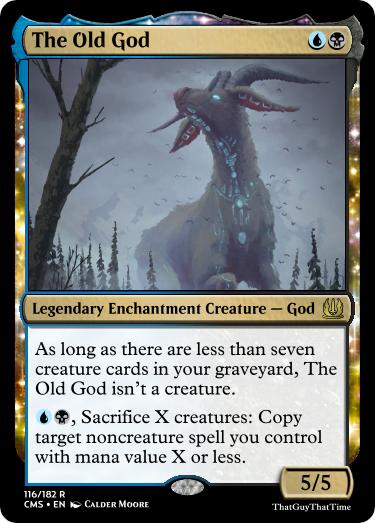 The Old God
Legendary Enchantment Creature — God
As long as there are less than seven
creature cards in your graveyard, The
Old God isn't a creature.
, Sacrifice X creatures: Copy
target noncreature spell you control
with mana value X or less.
5/5
116/182 R
CMS • EN CALDER MOORE
ThatGuyThatTime